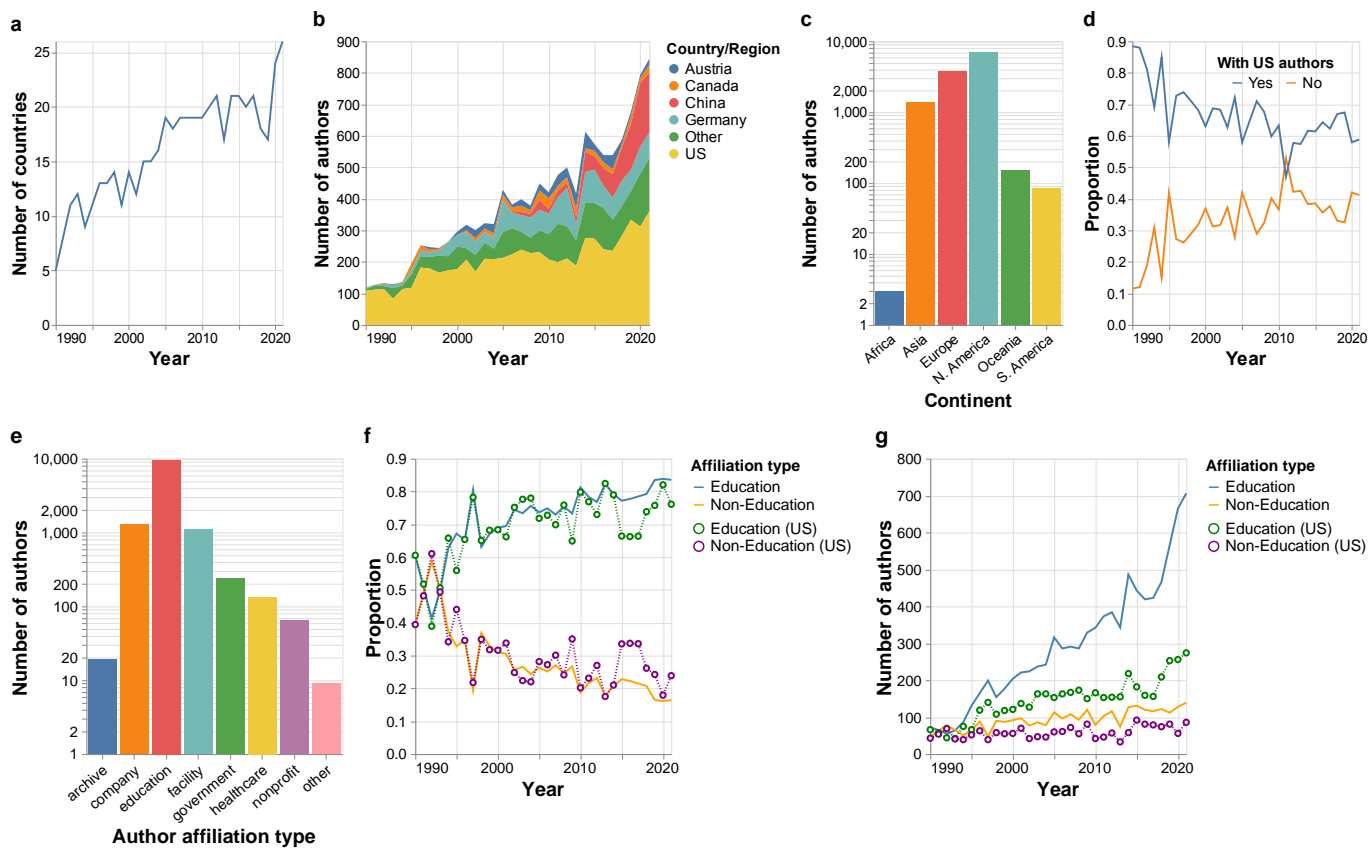 a
Number of countries
25
20
15
10
5
0
1990
2000
2010
2020
Year
b
Number of authors
900
800
700
600
500
400
300
200
100
0
1990
2000
2010
2020
Year
Country/Region
Austria
Canada
China
Germany
Other
US
c
Number of authors
10,000
1,000
200
100
20
10
2
1
Africa
Asia
Europe
N. America
Oceania
S. America
Continent
d
Proportion
0.9
0.8
0.7
0.6
0.5
0.4
0.3
0.2
0.1
0.0
With US authors
Yes No
1990
2000
2010
2020
Year
e
Number of authors
10,000
1,000
200
100
20
10
2
1
archive
company
education
facility
government
healthcare
nonprofit
other
Author affiliation type
f
Proportion
0.9
0.8
0.7
0.6
0.5
0.4
0.3
0.2
0.1
0.0
1990
2000
2010
2020
Year
Affiliation type
Education
Non-Education
Education (US)
Non-Education (US)
g
Number of authors
800
700
600
500
400
300
200
100
0
1990
2000
2010
2020
Year
Affiliation type
Education
Non-Education
Education (US)
Non-Education (US)